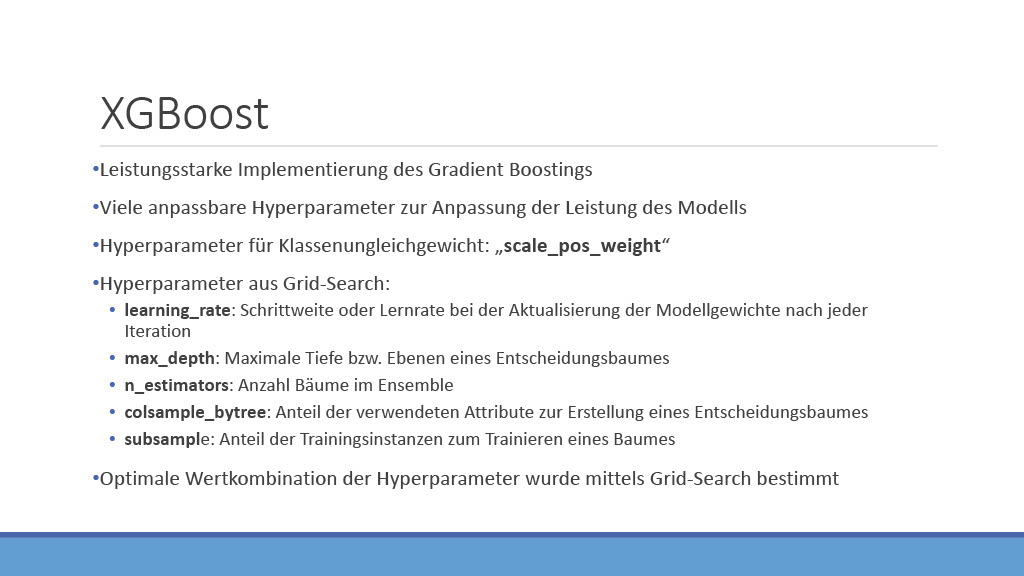 XGBoost
•Leistungsstarke Implementierung des Gradient Boostings
•Viele anpassbare Hyperparameter zur Anpassung der Leistung des Modells
•Hyperparameter für Klassenungleichgewicht: „scale_pos_weight“
•Hyperparameter aus Grid-Search:
• learning_rate: Schrittweite oder Lernrate bei der Aktualisierung der Modellgewichte nach jeder
Iteration
• max_depth: Maximale Tiefe bzw. Ebenen eines Entscheidungsbaumes
• n_estimators: Anzahl Bäume im Ensemble
• colsample_bytree: Anteil der verwendeten Attribute zur Erstellung eines Entscheidungsbaumes
• subsample: Anteil der Trainingsinstanzen zum Trainieren eines Baumes
•Optimale Wertkombination der Hyperparameter wurde mittels Grid-Search bestimmt